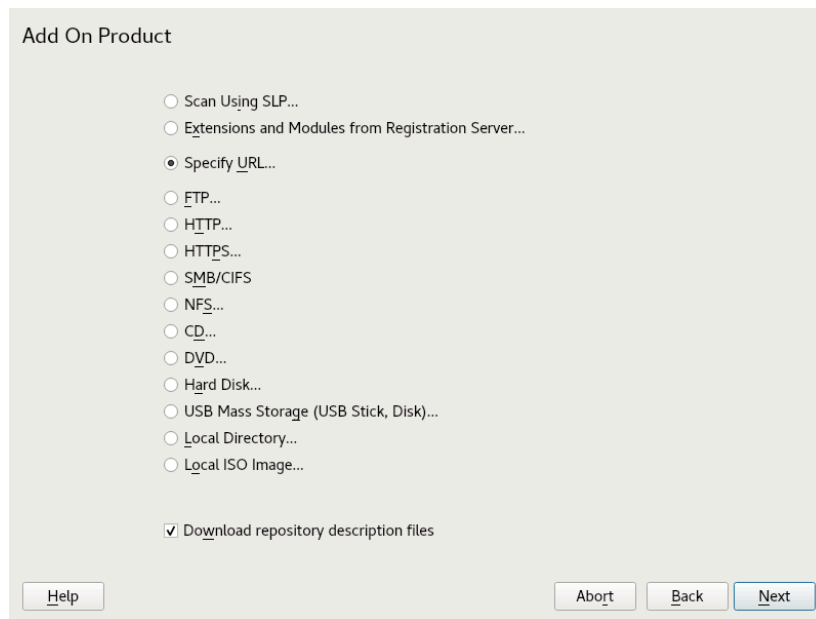 Add On Product
Scan Using SLP...
Extensions and Modules from Registration Server...
Specify URL...
FTP...
HTTP...
HTTPS...
SMB/CIFS
NFS...
CD...
DVD...
Hard Disk...
USB Mass Storage (USB Stick, Disk)...
Local Directory...
Local ISO Image...
Download repository description files
Help Abort Back Next